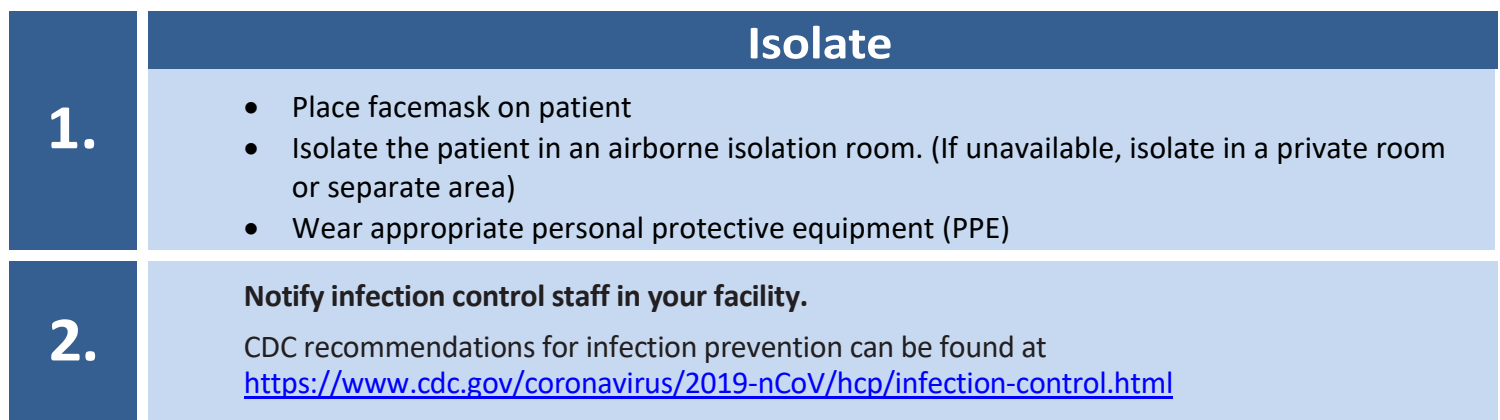 Isolate
1.
• Place facemask on patient
• Isolate the patient in an airborne isolation room. (If unavailable, isolate in a private room
or separate area)
• Wear appropriate personal protective equipment (PPE)
2.
Notify infection control staff in your facility.
CDC recommendations for infection prevention can be found at
https://www.cdc.gov/coronavirus/2019-nCoV/hcp/infection-control.html